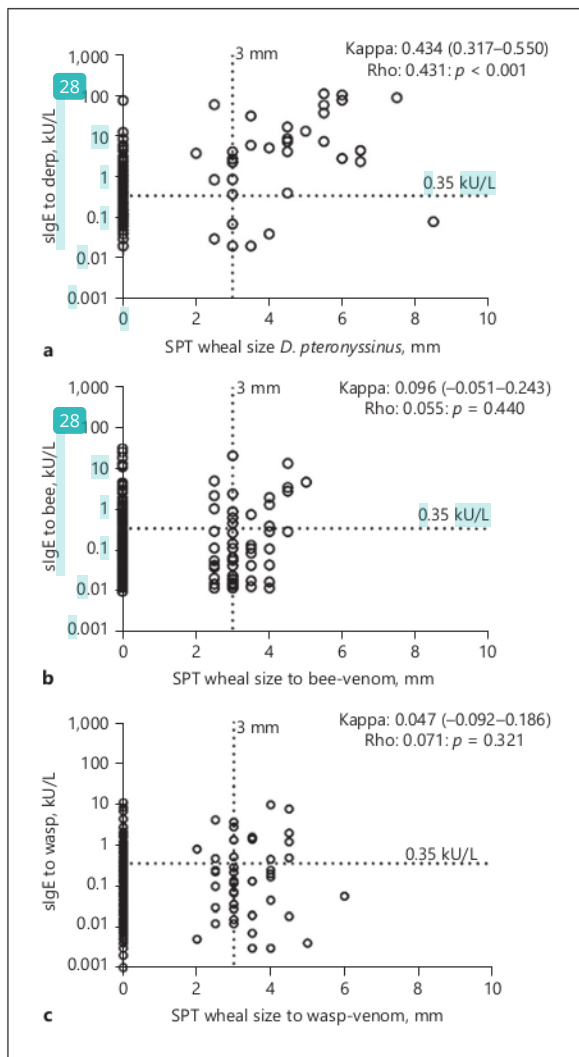 3 mm
Kappa: 0.434 (0.317–0.550)
Rho: 0.431: p < 0.001
1,000
28
100
10
1
0.1
0.01
0.001
sIgE to derp, kU/L
0.35 kU/L
0 2 4 6 8 10
a SPT wheal size D. pteronyssinus, mm
3 mm
Kappa: 0.096 (–0.051–0.243)
Rho: 0.055: p = 0.440
1,000
28
100
10
1
0.1
0.01
0.001
sIgE to bee, kU/L
0.35 kU/L
0 2 4 6 8 10
b SPT wheal size to bee-venom, mm
3 mm
Kappa: 0.047 (–0.092–0.186)
Rho: 0.071: p = 0.321
1,000
100
10
1
0.1
0.01
0.001
sIgE to wasp, kU/L
0.35 kU/L
0 2 4 6 8 10
c SPT wheal size to wasp-venom, mm